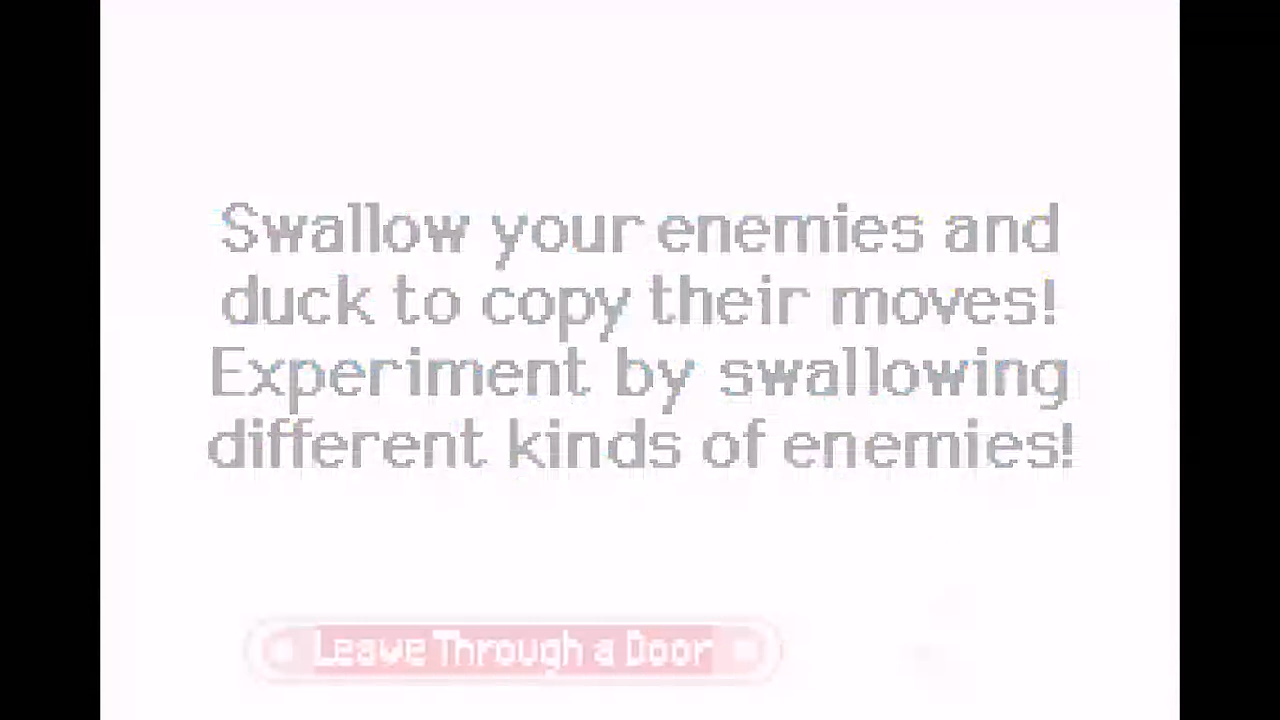 Swallow your enemies and
duck to copy their moves!
Experiment by swallowing
different kinds of enemies!
Leave Through a Door